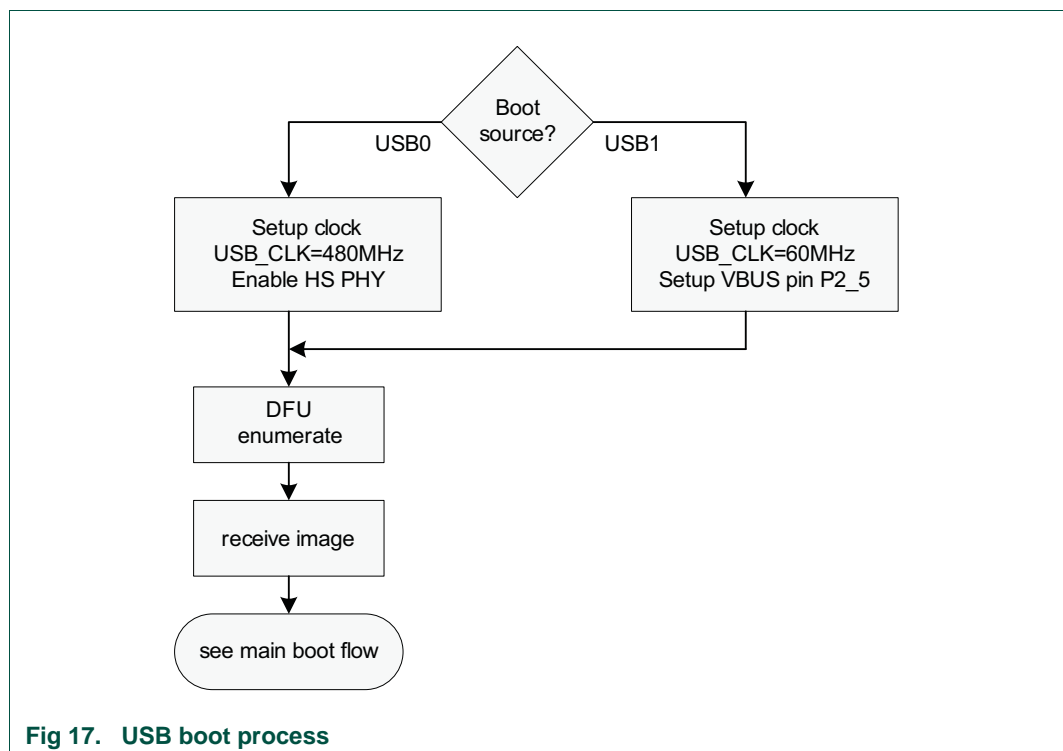 Boot
source?
USB0
USB1
Setup clock
USB_CLK=480MHz
Enable HS PHY
Setup clock
USB_CLK=60MHz
Setup VBUS pin P2_5
DFU
enumerate
receive image
see main boot flow
Fig 17. USB boot process